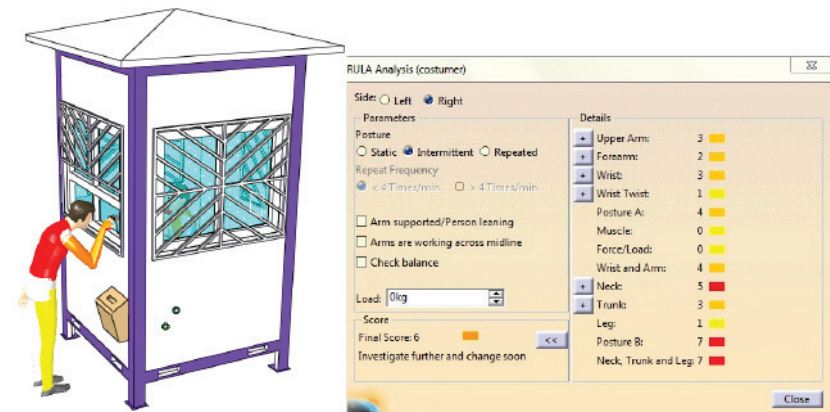 RULA Analysis (costumer)
Side: Left Right
Parameters
Posture
Static Intermittent Repeated
Repeat Frequency
< 4 Times/min. > 4 Times/min.
Arm supported/Person leaning
Arms are working across midline
Check balance
Load: 0kg
Score
Final Score: 6 <<
Investigate further and change soon
Details
+ Upper Arm: 3
+ Forearm: 2
+ Wrist: 3
+ Wrist Twist: 1
Posture A: 4
Muscle: 0
Force/Load: 0
Wrist and Arm: 4
+ Neck: 5
+ Trunk: 3
Leg: 1
Posture B: 7
Neck, Trunk and Leg: 7
Close